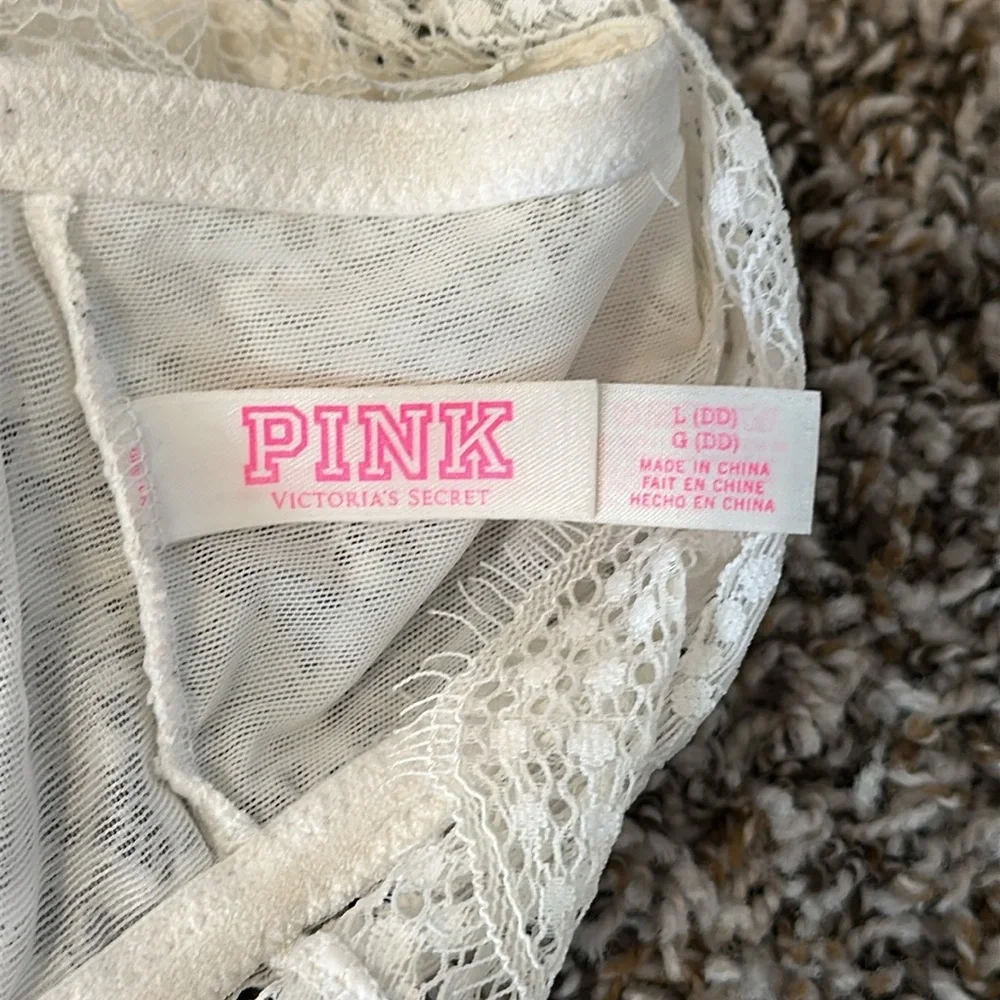 PINK
VICTORIA'S SECRET
L (DD)
G (DD)
MADE IN CHINA
FAIT EN CHINE
HECHO EN CHINA